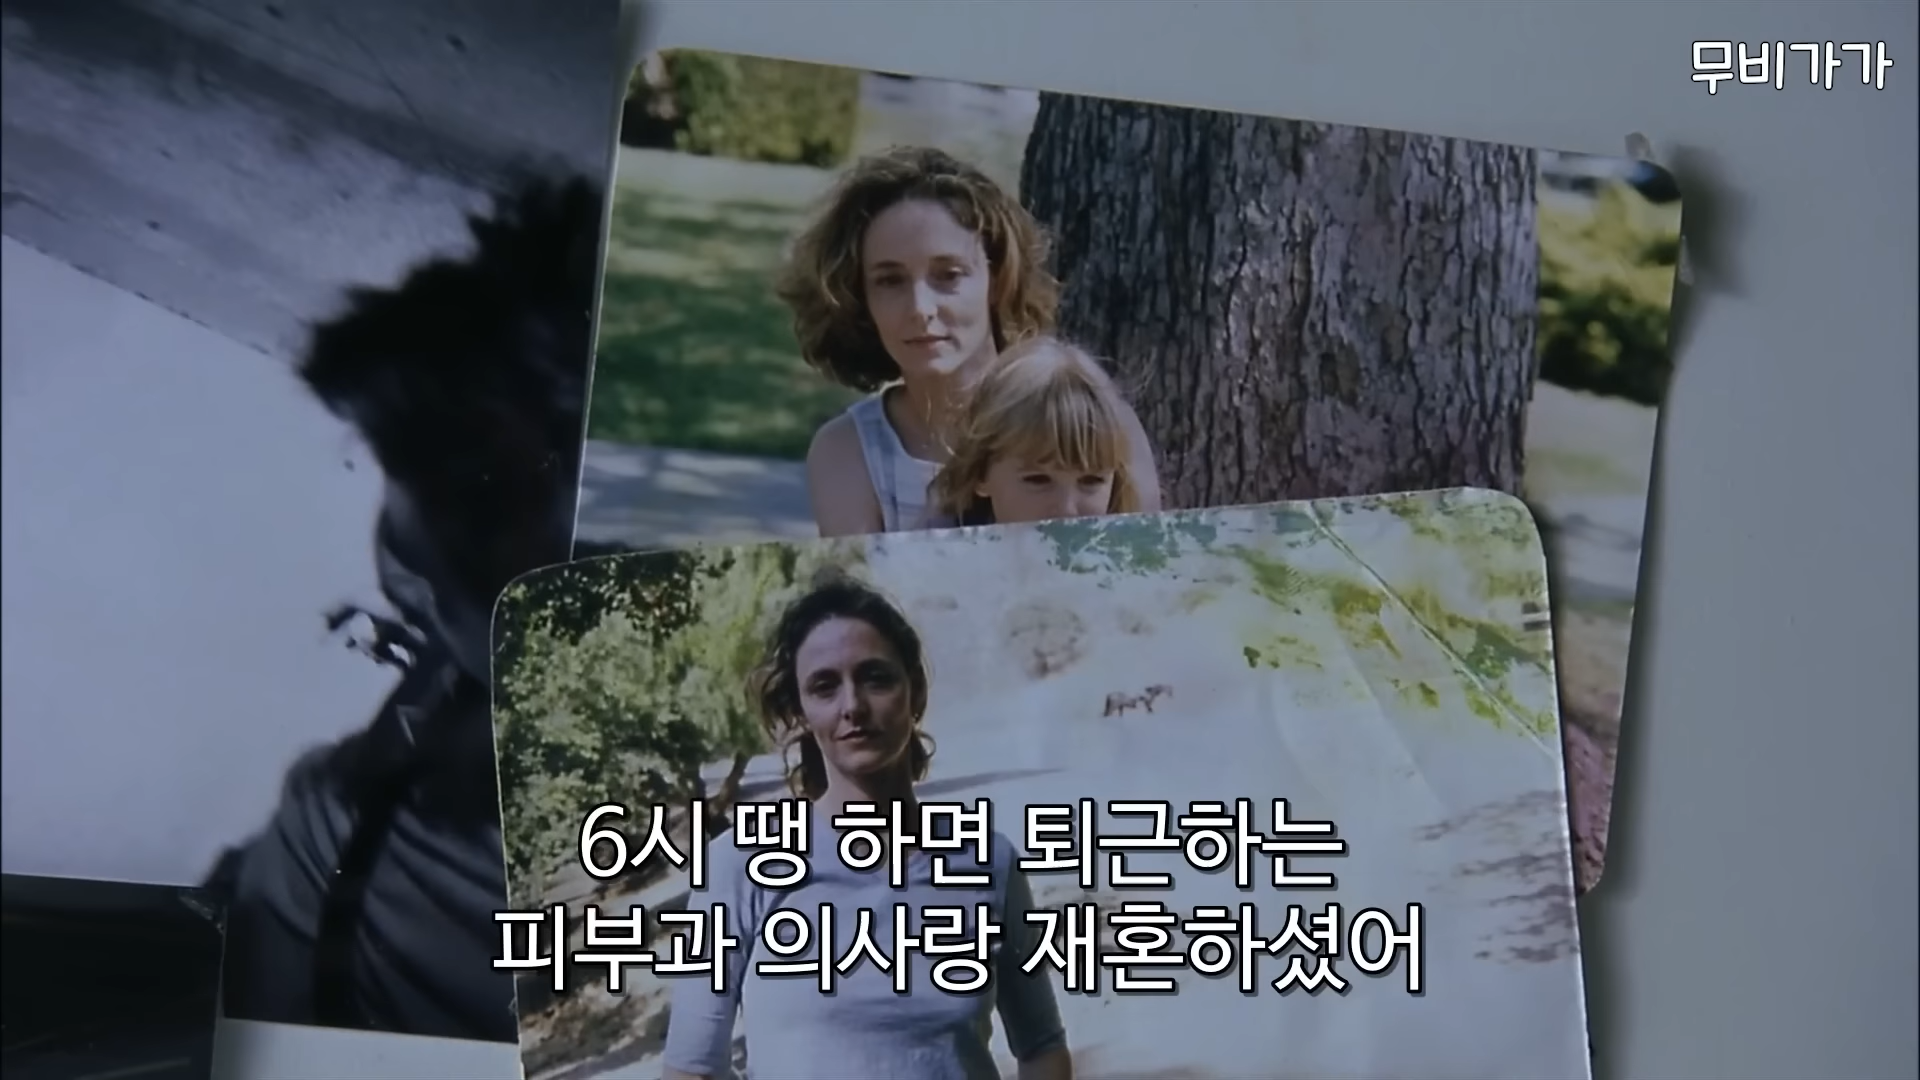 무비가가
6시 땡 하면 퇴근하는
피부과 의사랑 재혼하셨어